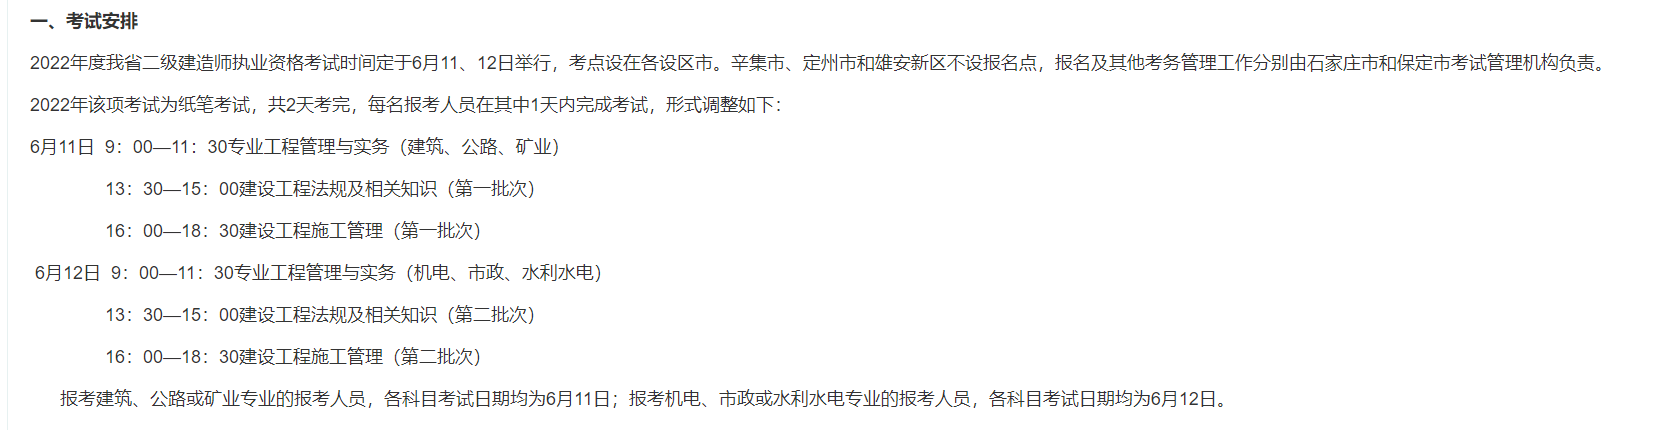 一、考试安排
2022年度我省二级建造师执业资格考试时间定于6月11、12日举行，考点设在各设区市。辛集市、定州市和雄安新区不设报名点，报名及其他考务管理工作分别由石家庄市和保定市考试管理机构负责。
2022年该项考试为纸笔考试，共2天考完，每名报考人员在其中1天内完成考试，形式调整如下：
6月11日 9：00—11：30专业工程管理与实务（建筑、公路、矿业）
13：30—15：00建设工程法规及相关知识（第一批次）
16：00—18：30建设工程施工管理（第一批次）
6月12日 9：00—11：30专业工程管理与实务（机电、市政、水利水电）
13：30—15：00建设工程法规及相关知识（第二批次）
16：00—18：30建设工程施工管理（第二批次）
报考建筑、公路或矿业专业的报考人员，各科目考试日期均为6月11日；报考机电、市政或水利水电专业的报考人员，各科目考试日期均为6月12日。